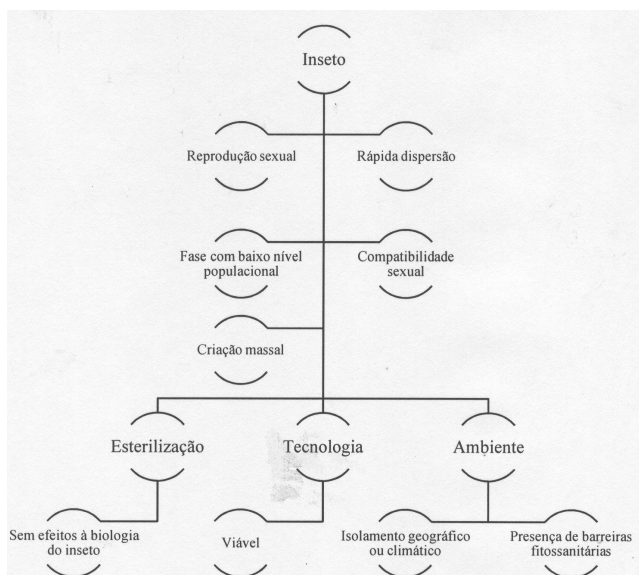 Inseto
Reprodução sexual
Rápida dispersão
Fase com baixo nível
populacional
Compatibilidade
sexual
Criação massal
Esterilização
Tecnologia
Ambiente
Sem efeitos à biologia
do inseto
Viável
Isolamento geográfico
ou climático
Presença de barreiras
fitossanitárias